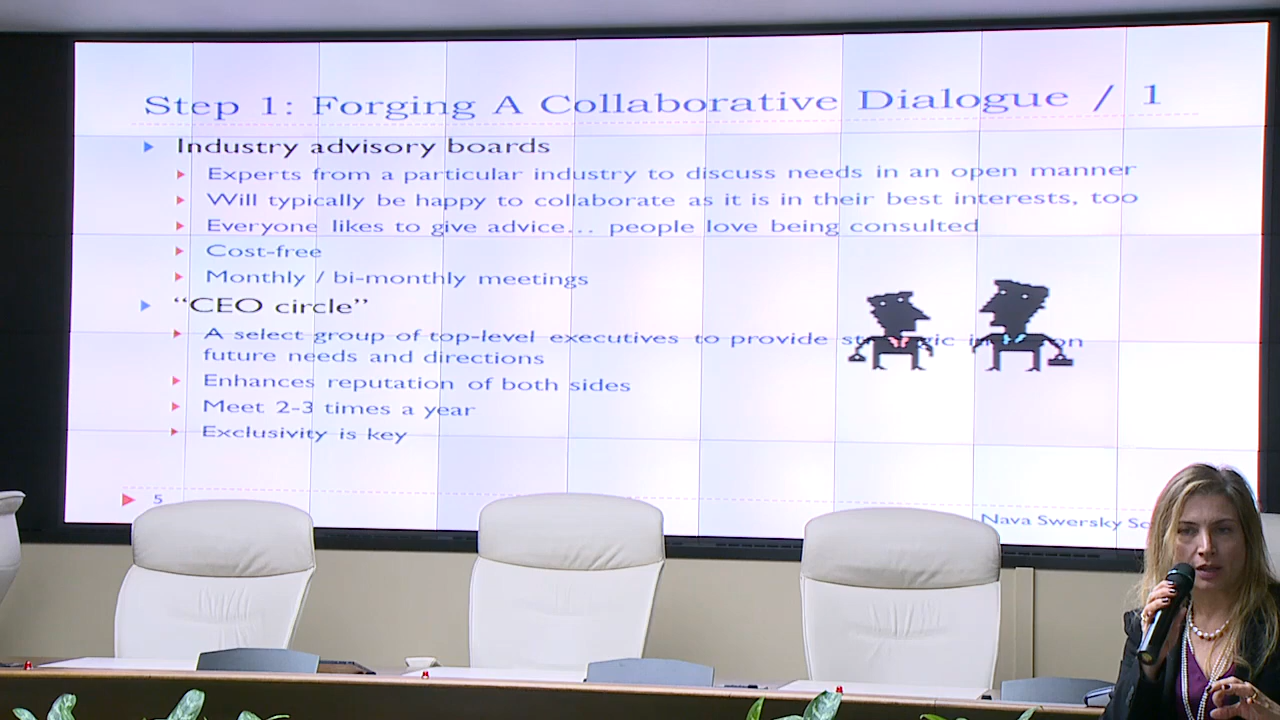 Step 1: Forging A Collaborative Dialogue / 1
Industry advisory boards
Experts from a particular industry to discuss needs in an open manner
Will typically be happy to collaborate as it is in their best interests, too
Everyone likes to give advice... people love being consulted
Cost-free
Monthly / bi-monthly meetings
“CEO circle”
A select group of top-level executives to provide on
future needs and directions
Enhances reputation of both sides
Meet 2-3 times a year
Exclusivity is key
5
Nava Swersky